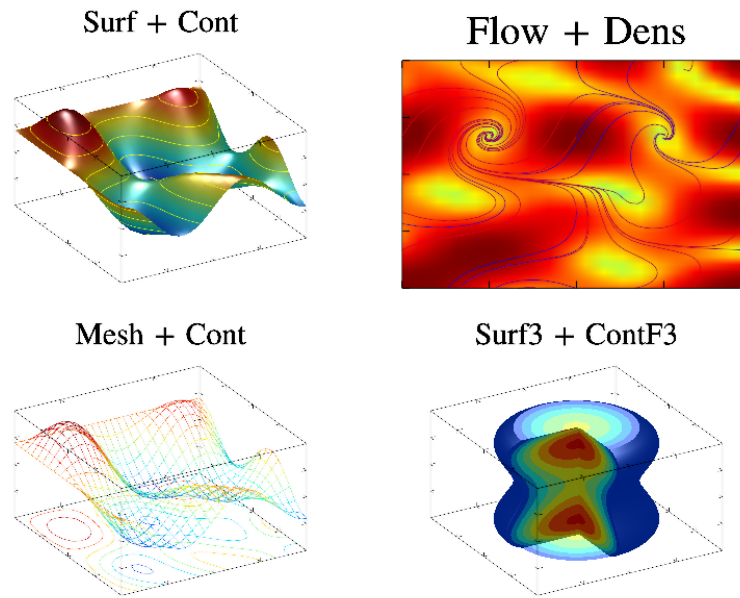 Surf + Cont
Flow + Dens
Mesh + Cont
Surf3 + ContF3